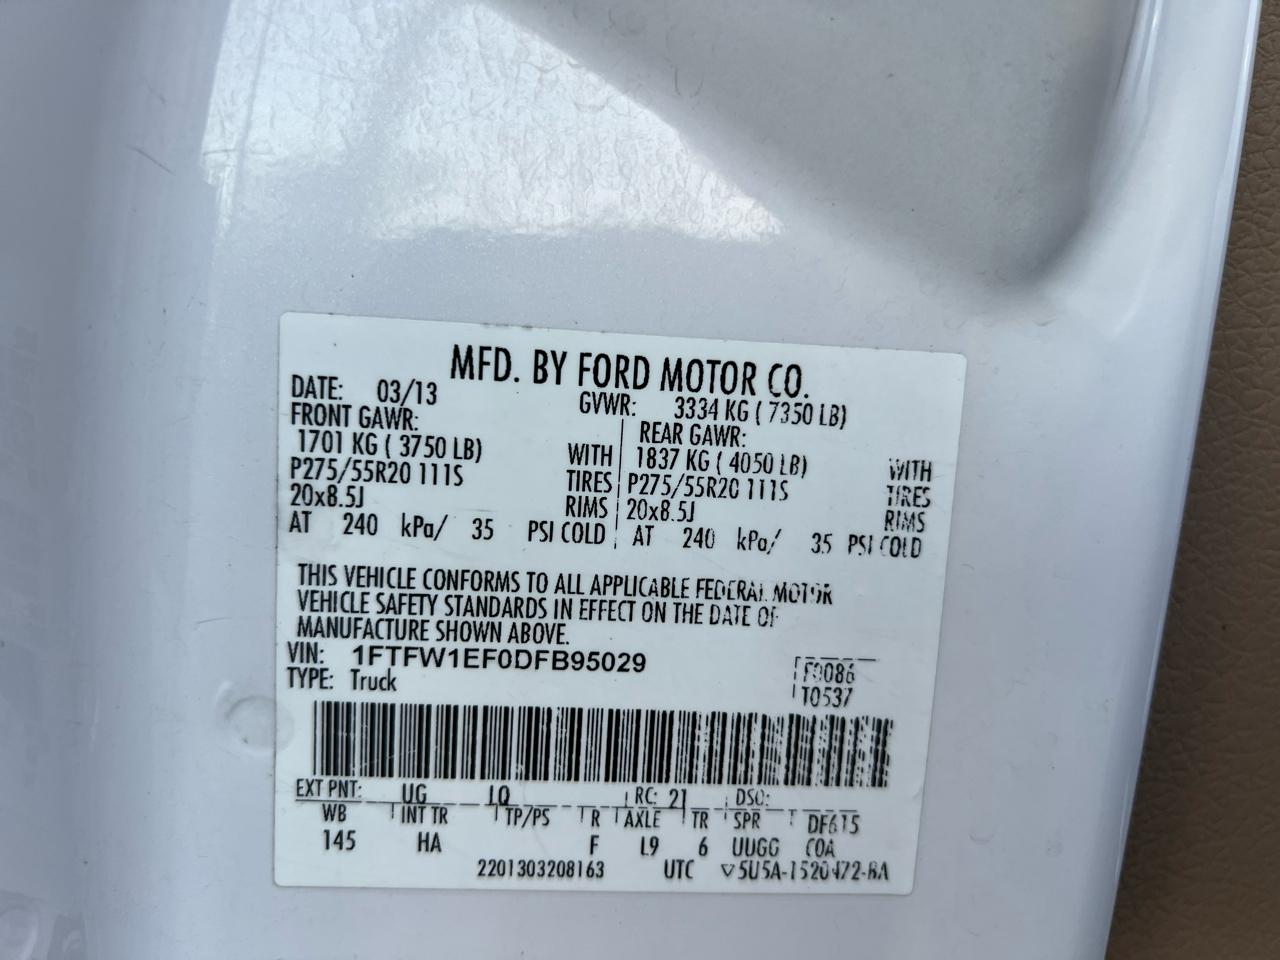 MFD. BY FORD MOTOR CO.
DATE: 03/13 GVWR: 3334 KG ( 7350 LB)
FRONT GAWR: REAR GAWR:
1701 KG ( 3750 LB) WITH 1837 KG ( 4050 LB) WITH
P275/55R20 111S TIRES P275/55R20 111S TIRES
20x8.5J RIMS 20x8.5J RIMS
AT 240 kPa/ 35 PSI COLD AT 240 kPa/ 35 PSI COLD
THIS VEHICLE CONFORMS TO ALL APPLICABLE FEDERAL MOTOR
VEHICLE SAFETY STANDARDS IN EFFECT ON THE DATE OF
MANUFACTURE SHOWN ABOVE.
VIN: 1FTFW1EF0DFB95029 F0086
TYPE: Truck T0537
EXT PNT: UG RC: 21 DSO:
WB INT TR TP/PS R AXLE TR SPR DF615
145 HA F L9 6 UUGG COA
2201303208163 UTC ▽5U5A-1520472-BA